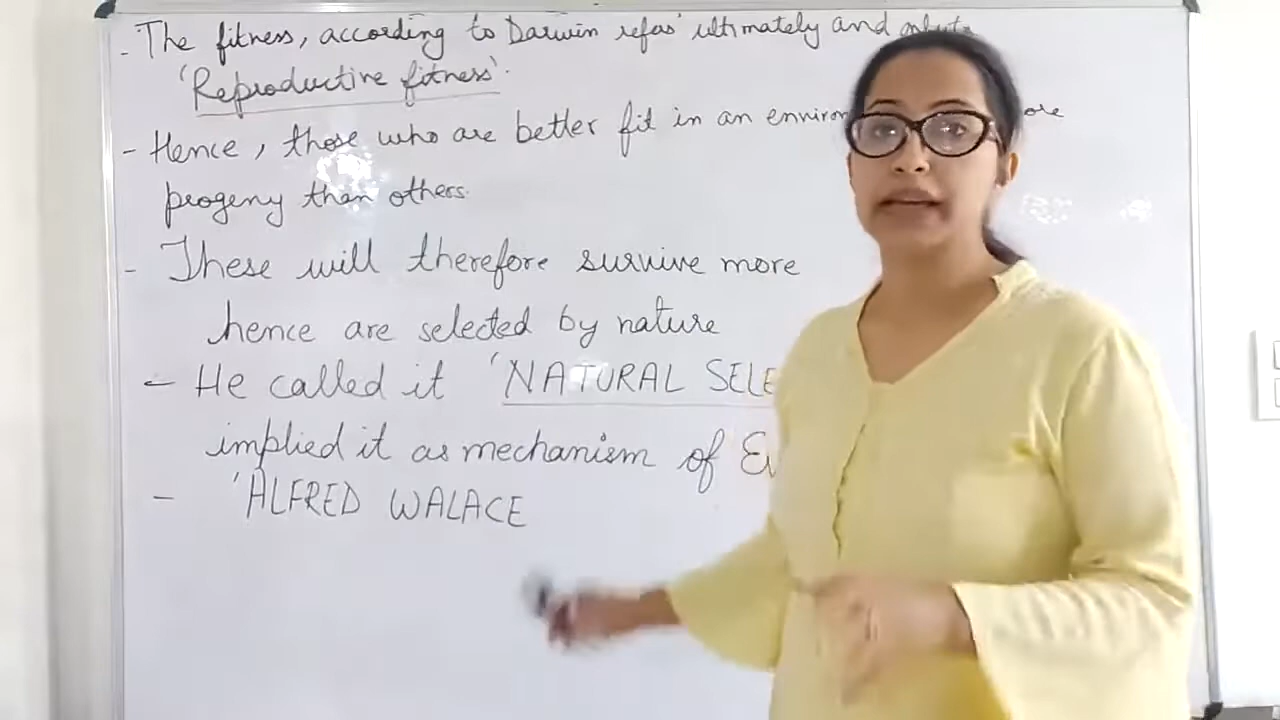 - The fitness, according to Darwin refers ultimately and
'Reproductive fitness'.
- Hence, those who are better fit in an
progeny than others.
- These will therefore survive more
hence are selected by nature
- He called it 'NATURAL SELE
implied it as mechanism of Ev
- 'ALFRED WALACE